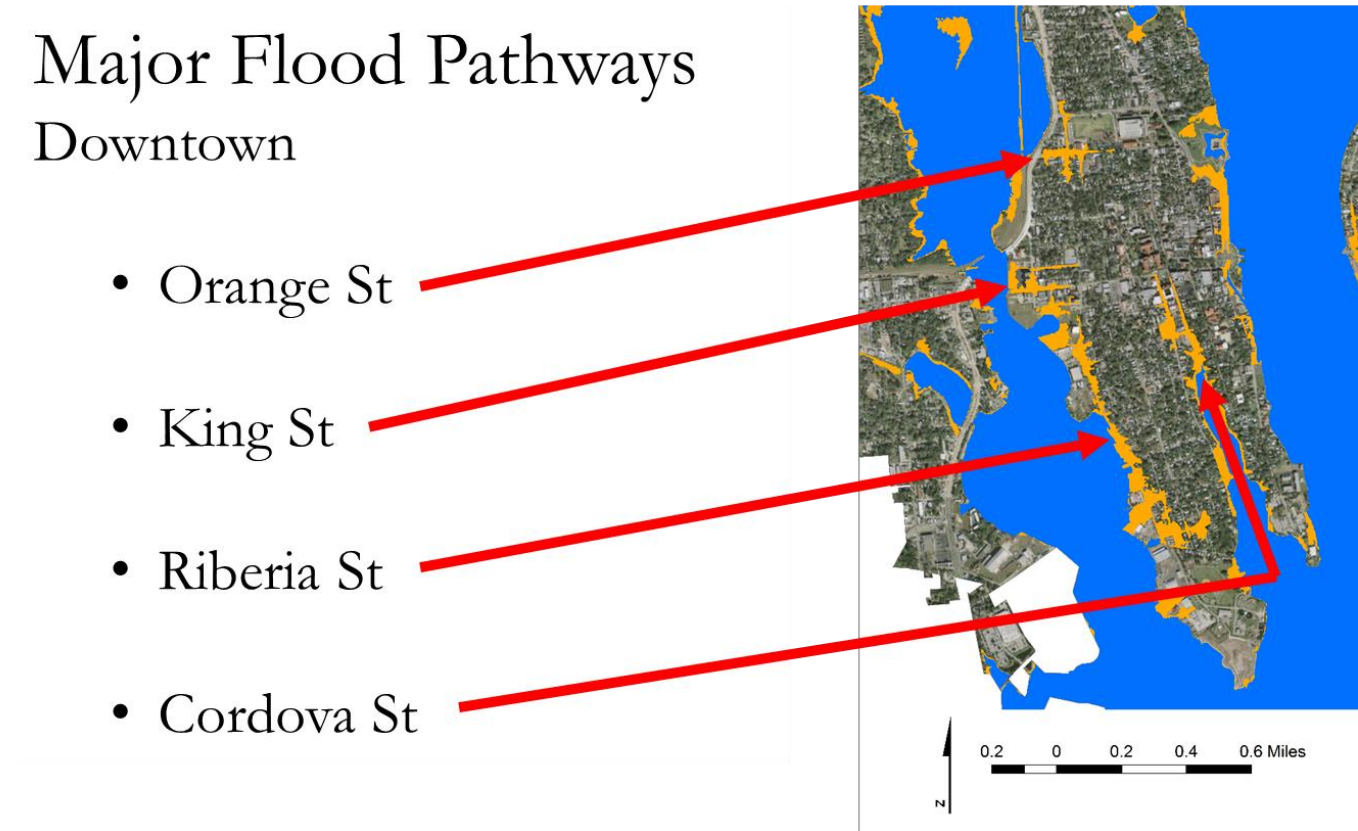 Major Flood Pathways
Downtown
• Orange St
• King St
• Riberia St
• Cordova St
0.2 0 0.2 0.4 0.6 Miles
N